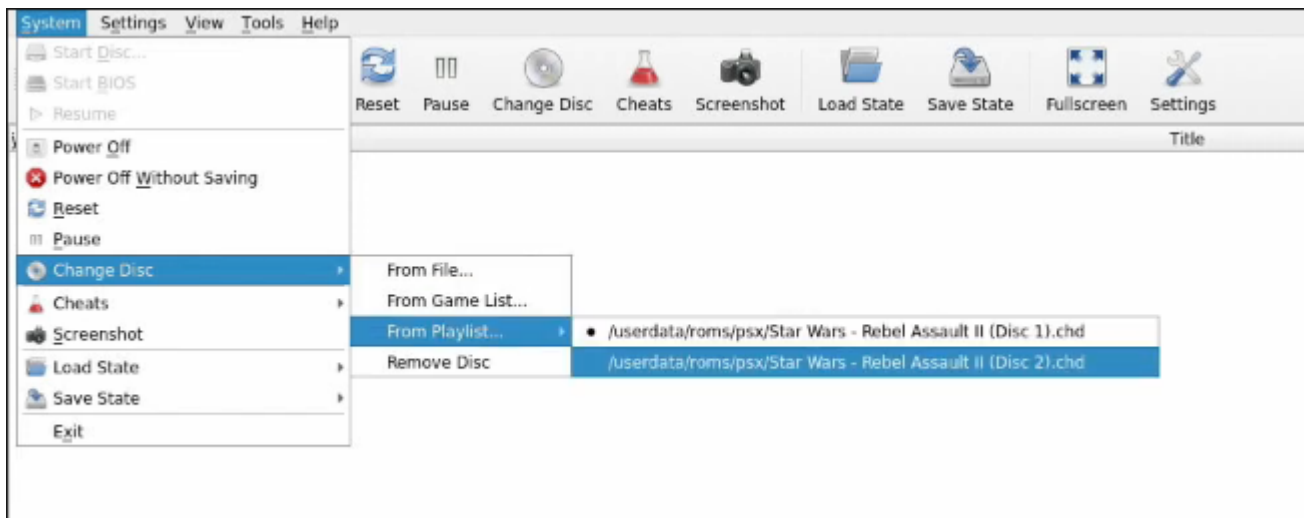 System Settings View Tools Help
Start Disc...
Start BIOS
Resume
Power Off
Power Off Without Saving
Reset
Pause
Change Disc
Cheats
Screenshot
Load State
Save State
Exit
Reset Pause Change Disc Cheats Screenshot Load State Save State Fullscreen Settings
Title
From File...
From Game List...
From Playlist...
Remove Disc
/userdata/roms/psx/Star Wars - Rebel Assault II (Disc 1).chd
/userdata/roms/psx/Star Wars - Rebel Assault II (Disc 2).chd